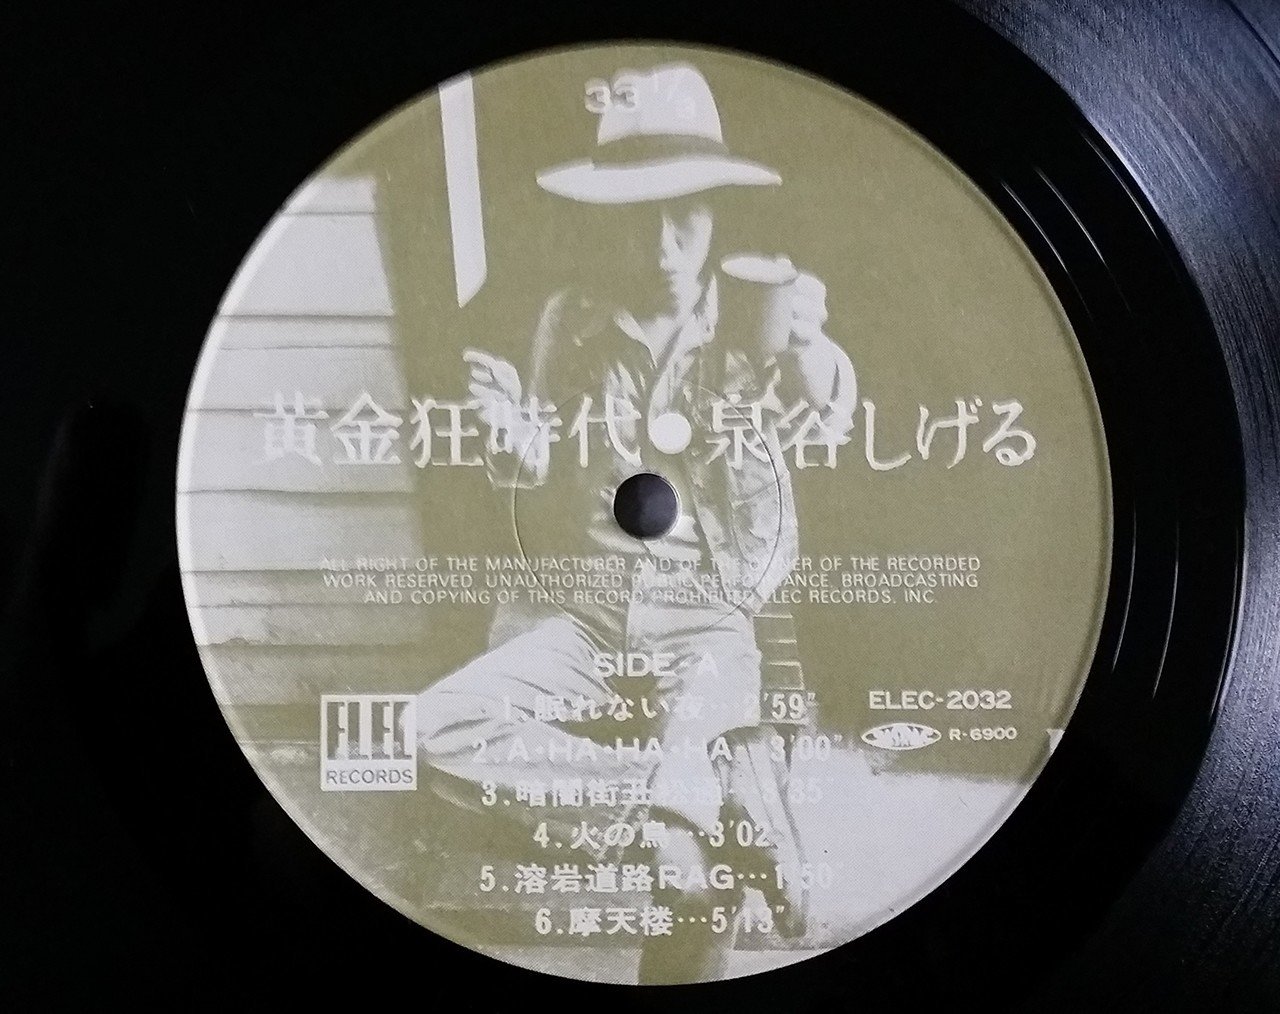 33 1/3
黄金狂時代●泉谷しげる
ALL RIGHT OF THE MANUFACTURER AND OF THE OWNER OF THE RECORDED
WORK RESERVED. UNAUTHORIZED PUBLIC PERFORMANCE, BROADCASTING
AND COPYING OF THIS RECORD PROHIBITED ELEC RECORDS, INC.
SIDE A
1.眠れない夜…2'59"
2.A・HA・HA・HA…3'00"
3.暗闇街
4.火の鳥…3'02
5.溶岩道路RAG…
6.摩天楼…5'13"
ELEC
RECORDS
ELEC-2032
R-6900